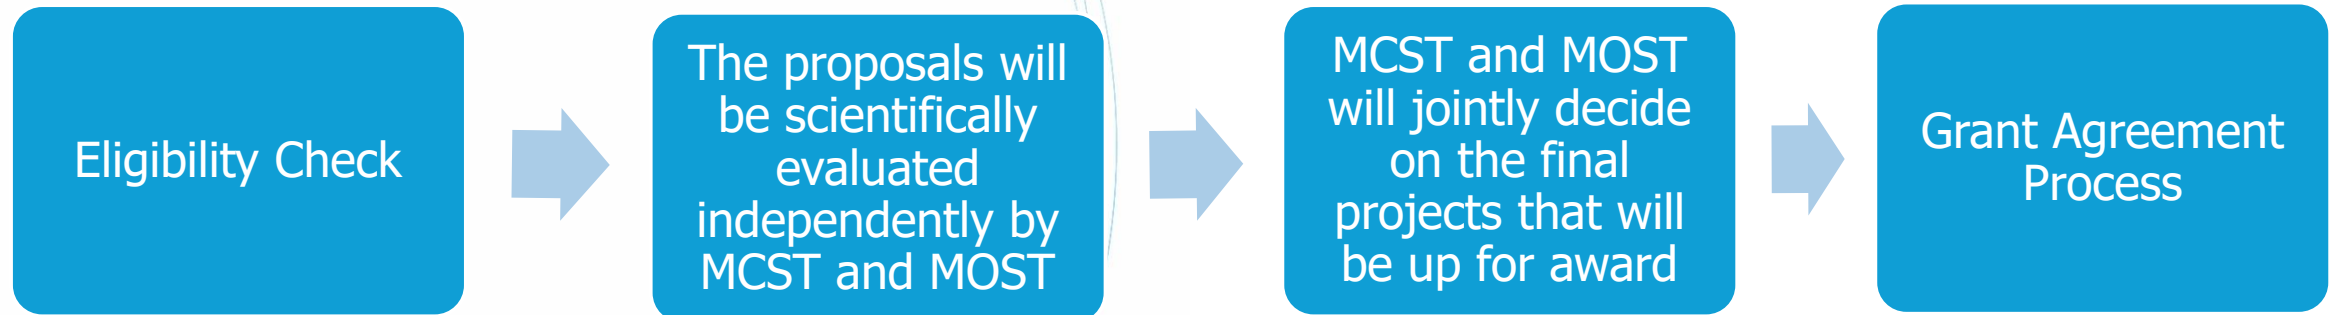 Eligibility Check
The proposals will
be scientifically
evaluated
independently by
MCST and MOST
MCST and MOST
will jointly decide
on the final
projects that will
be up for award
Grant Agreement
Process